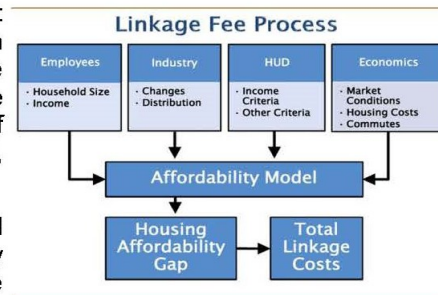 Linkage Fee Process
Employees
· Household Size
· Income
Industry
· Changes
· Distribution
HUD
· Income
Criteria
· Other Criteria
Economics
· Market
Conditions
· Housing Costs
· Commutes
Affordability Model
Housing
Affordability
Gap
Total
Linkage
Costs